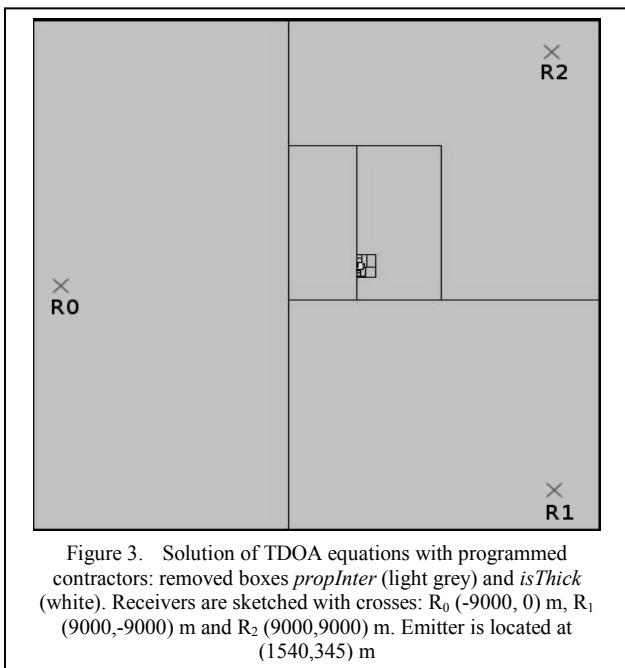 R2
R0
R1
Figure 3. Solution of TDOA equations with programmed
contractors: removed boxes propInter (light grey) and isThick
(white). Receivers are sketched with crosses: R0 (-9000, 0) m, R1
(9000,-9000) m and R2 (9000,9000) m. Emitter is located at
(1540,345) m